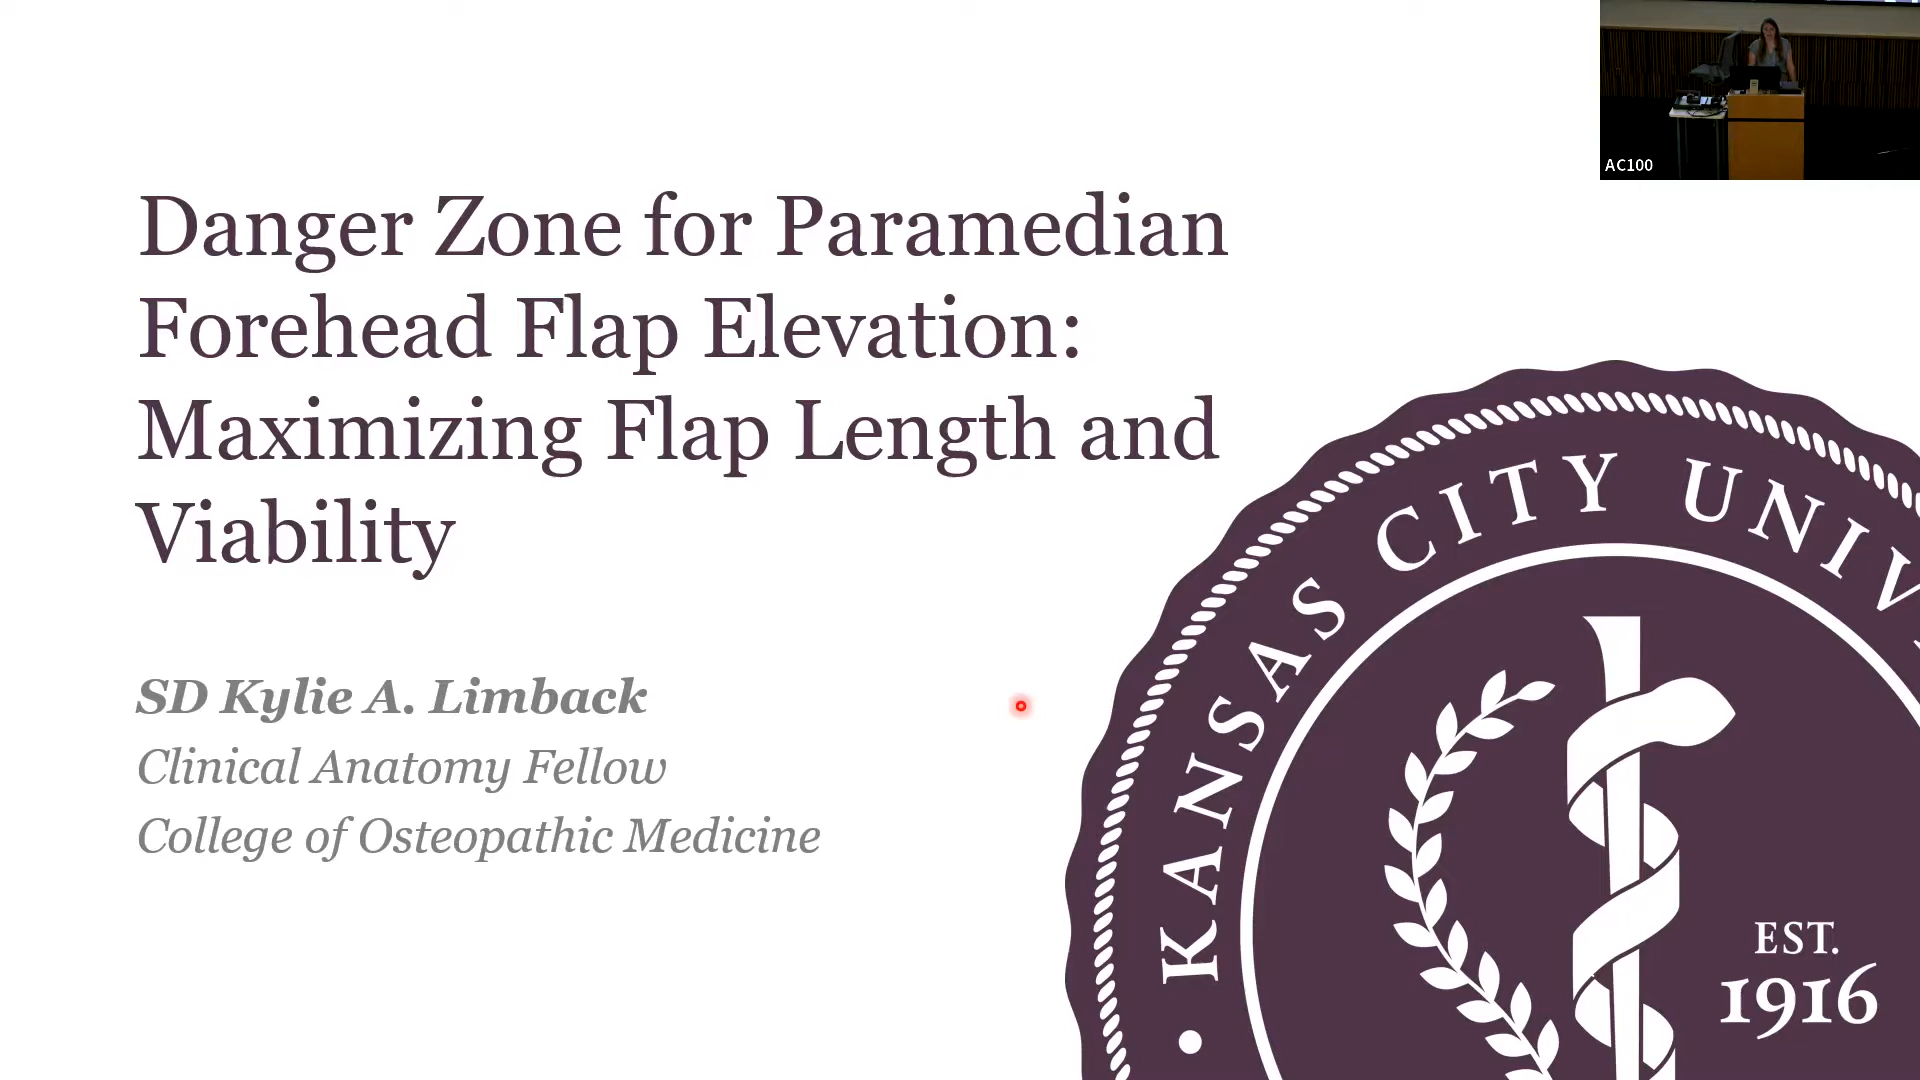 AC100
Danger Zone for Paramedian
Forehead Flap Elevation:
Maximizing Flap Length and
Viability
SD Kylie A. Limback
Clinical Anatomy Fellow
College of Osteopathic Medicine
• KANSAS CITY UNIV
EST.
1916